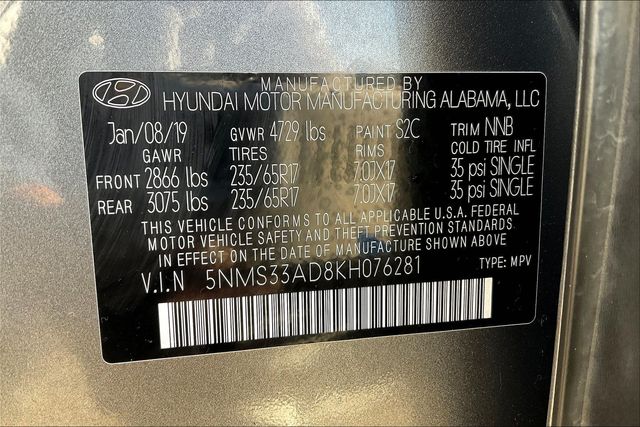 MANUFACTURED BY
HYUNDAI MOTOR MANUFACTURING ALABAMA, LLC
Jan/08/19 GVWR 4729 lbs PAINT S2C TRIM NNB
GAWR TIRES RIMS COLD TIRE INFL
FRONT 2866 lbs 235/65R17 7.0JX17 35 psi SINGLE
REAR 3075 lbs 235/65R17 7.0JX17 35 psi SINGLE
THIS VEHICLE CONFORMS TO ALL APPLICABLE U.S.A. FEDERAL
MOTOR VEHICLE SAFETY AND THEFT PREVENTION STANDARDS
IN EFFECT ON THE DATE OF MANUFACTURE SHOWN ABOVE
V.I.N 5NMS33AD8KH076281 TYPE: MPV